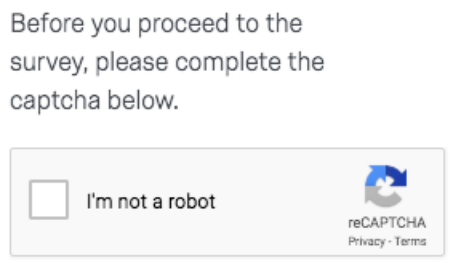 Before you proceed to the
survey, please complete the
captcha below.
I'm not a robot
reCAPTCHA
Privacy - Terms